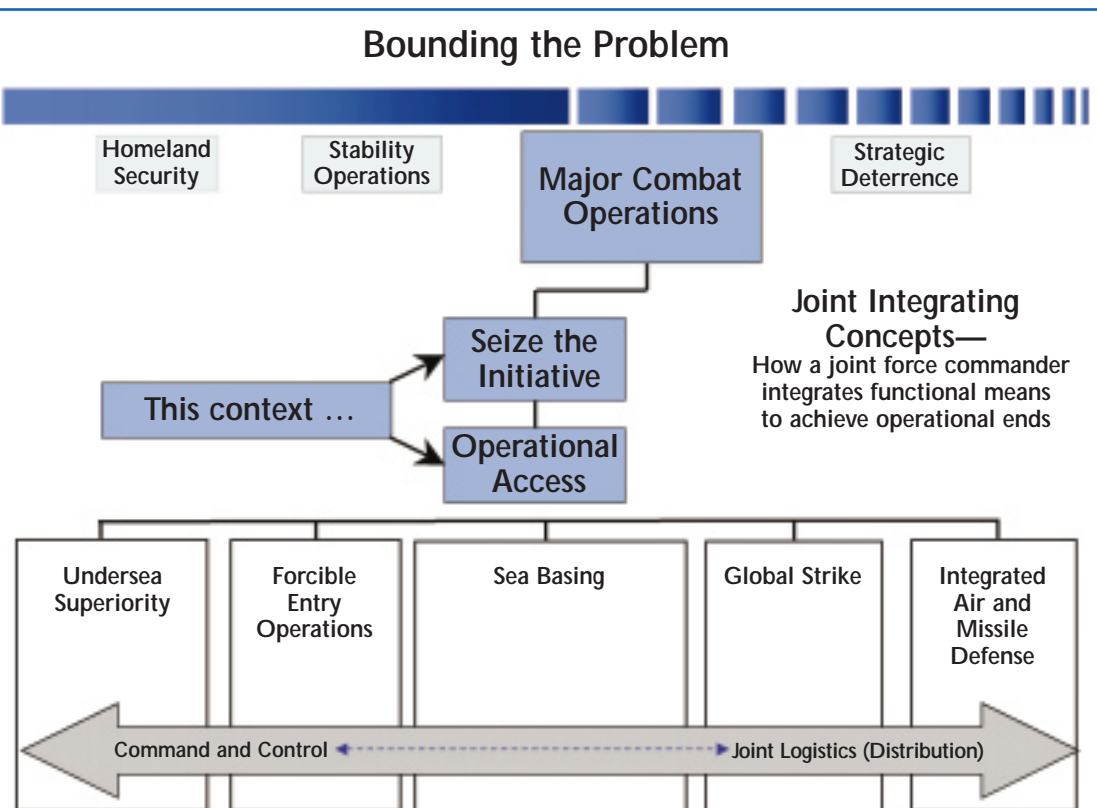 Bounding the Problem
Homeland
Security
Stability
Operations
Major Combat
Operations
Strategic
Deterrence
Joint Integrating
Concepts—
How a joint force commander
integrates functional means
to achieve operational ends
Seize the
Initiative
This context ...
Operational
Access
Undersea
Superiority
Forcible
Entry
Operations
Sea Basing
Global Strike
Integrated
Air and
Missile
Defense
Command and Control
Joint Logistics (Distribution)